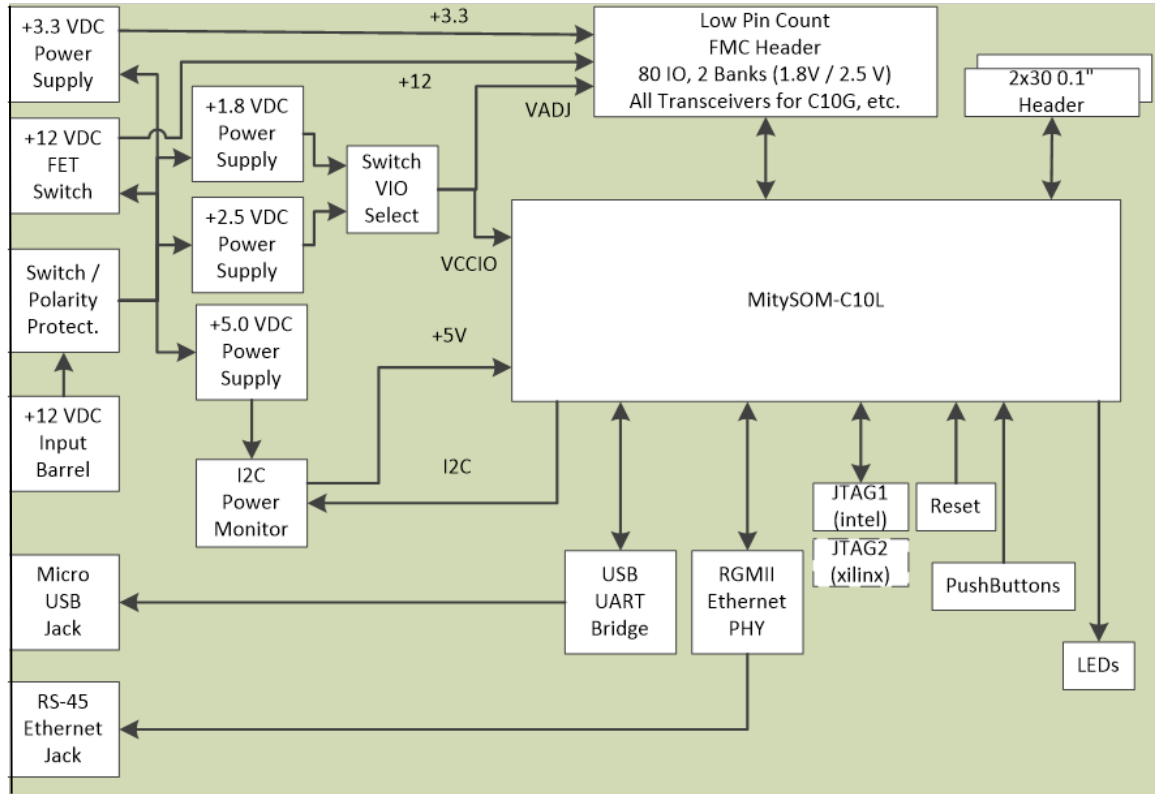 +3.3 VDC
Power
Supply
+3.3
Low Pin Count
FMC Header
80 IO, 2 Banks (1.8V / 2.5 V)
All Transceivers for C10G, etc.
2x30 0.1"
Header
+12
VADJ
+12 VDC
FET
Switch
+1.8 VDC
Power
Supply
Switch
VIO
Select
+2.5 VDC
Power
Supply
VCCIO
Switch /
Polarity
Protect.
MitySOM-C10L
+5.0 VDC
Power
Supply
+5V
+12 VDC
Input
Barrel
I2C
Power
Monitor
I2C
JTAG1
(intel)
Reset
JTAG2
(xilinx)
Micro
USB
Jack
USB
UART
Bridge
RGMII
Ethernet
PHY
PushButtons
LEDs
RS-45
Ethernet
Jack